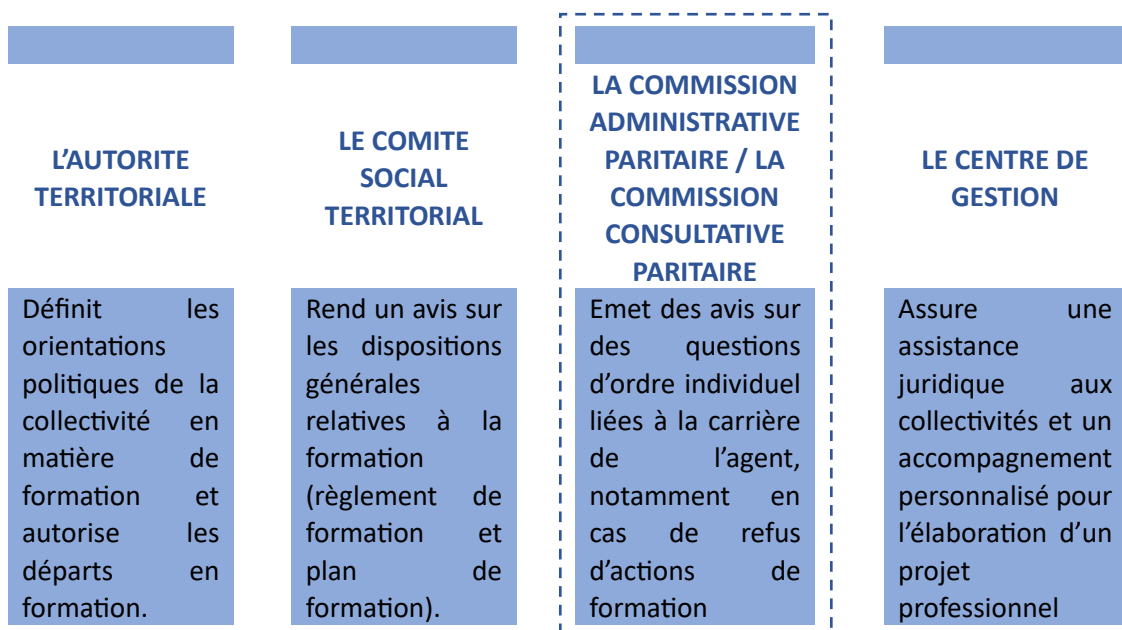 L’AUTORITE
TERRITORIALE
Définit les
orientations
politiques de la
collectivité en
matière de
formation et
autorise les
départs en
formation.
LE COMITE
SOCIAL
TERRITORIAL
Rend un avis sur
les dispositions
générales
relatives à la
formation
(règlement de
formation et
plan de
formation).
LA COMMISSION
ADMINISTRATIVE
PARITAIRE / LA
COMMISSION
CONSULTATIVE
PARITAIRE
Emet des avis sur
des questions
d’ordre individuel
liées à la carrière
de l’agent,
notamment en
cas de refus
d’actions de
formation
LE CENTRE DE
GESTION
Assure une
assistance
juridique aux
collectivités et un
accompagnement
personnalisé pour
l’élaboration d’un
projet
professionnel